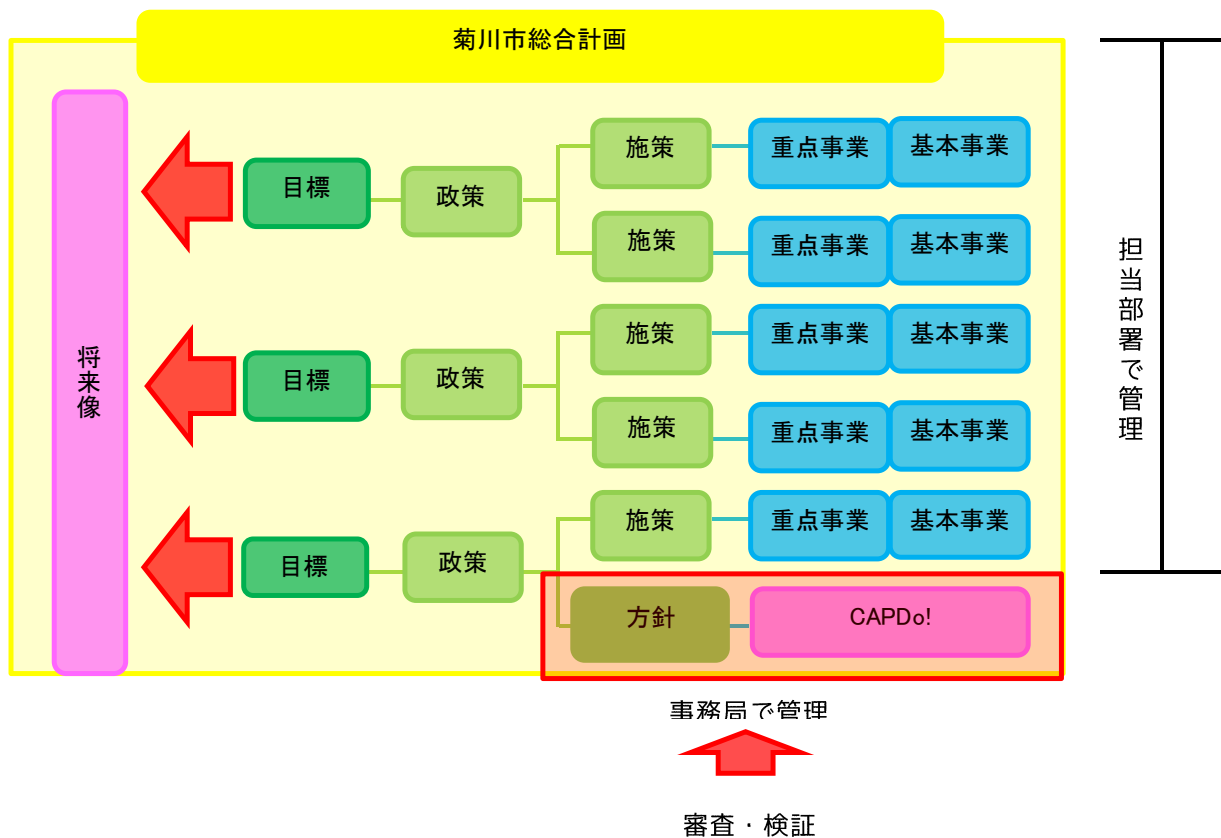 菊川市総合計画
将来像
目標
政策
施策
重点事業
基本事業
施策
重点事業
基本事業
目標
政策
施策
重点事業
基本事業
施策
重点事業
基本事業
目標
政策
施策
重点事業
基本事業
方針
CAPDo!
担当部署で管理
事務局で管理
審査・検証